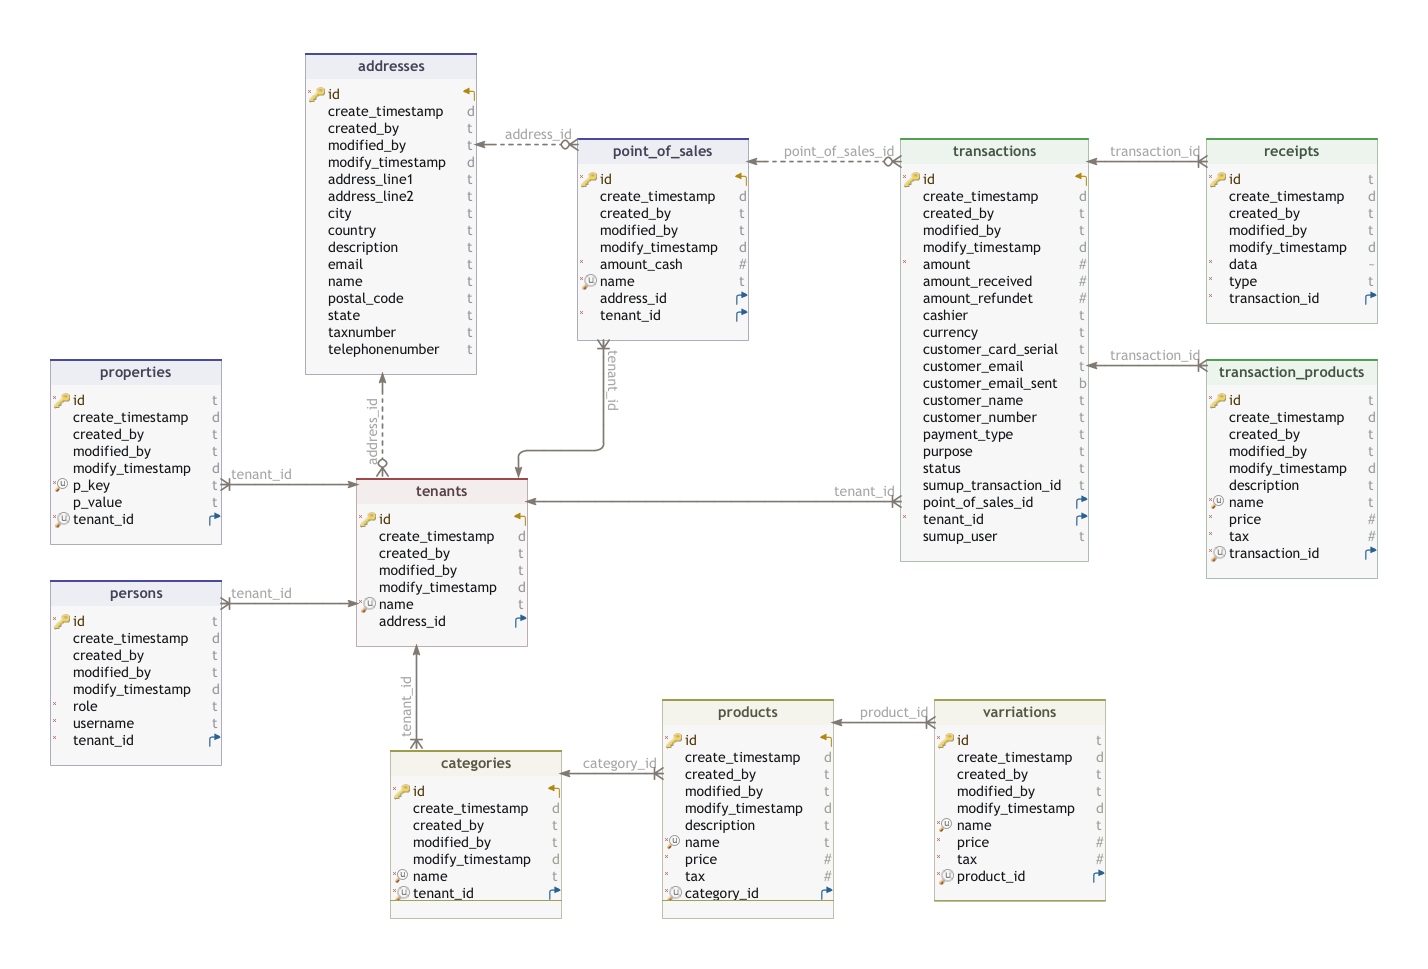 addresses
id
create_timestamp d
created_by t
modified_by t
modify_timestamp d
address_line1 t
address_line2 t
city t
country t
description t
email t
name t
postal_code t
state t
taxnumber t
telephonenumber t
address_id
point_of_sales
id
create_timestamp d
created_by t
modified_by t
modify_timestamp d
amount_cash #
name t
address_id
tenant_id
point_of_sales_id
transactions
id
create_timestamp d
created_by t
modified_by t
modify_timestamp d
amount #
amount_received #
amount_refundet #
cashier t
currency t
customer_card_serial t
customer_email t
customer_email_sent b
customer_name t
customer_number t
payment_type t
purpose t
status t
sumup_transaction_id t
point_of_sales_id
tenant_id
sumup_user t
transaction_id
receipts
id t
create_timestamp d
created_by t
modified_by t
modify_timestamp d
data ~
type t
transaction_id
transaction_id
transaction_products
id t
create_timestamp d
created_by t
modified_by t
modify_timestamp d
description t
name t
price #
tax #
transaction_id
properties
id t
create_timestamp d
created_by t
modified_by t
modify_timestamp d
p_key t
p_value t
tenant_id
tenant_id
address_id
tenant_id
tenant_id
tenants
id
create_timestamp d
created_by t
modified_by t
modify_timestamp d
name t
address_id
persons
id t
create_timestamp d
created_by t
modified_by t
modify_timestamp d
role t
username t
tenant_id
tenant_id
tenant_id
categories
id
create_timestamp d
created_by t
modified_by t
modify_timestamp d
name t
tenant_id
category_id
products
id
create_timestamp d
created_by t
modified_by t
modify_timestamp d
description t
name t
price #
tax #
category_id
product_id
varriations
id t
create_timestamp d
created_by t
modified_by t
modify_timestamp d
name t
price #
tax #
product_id